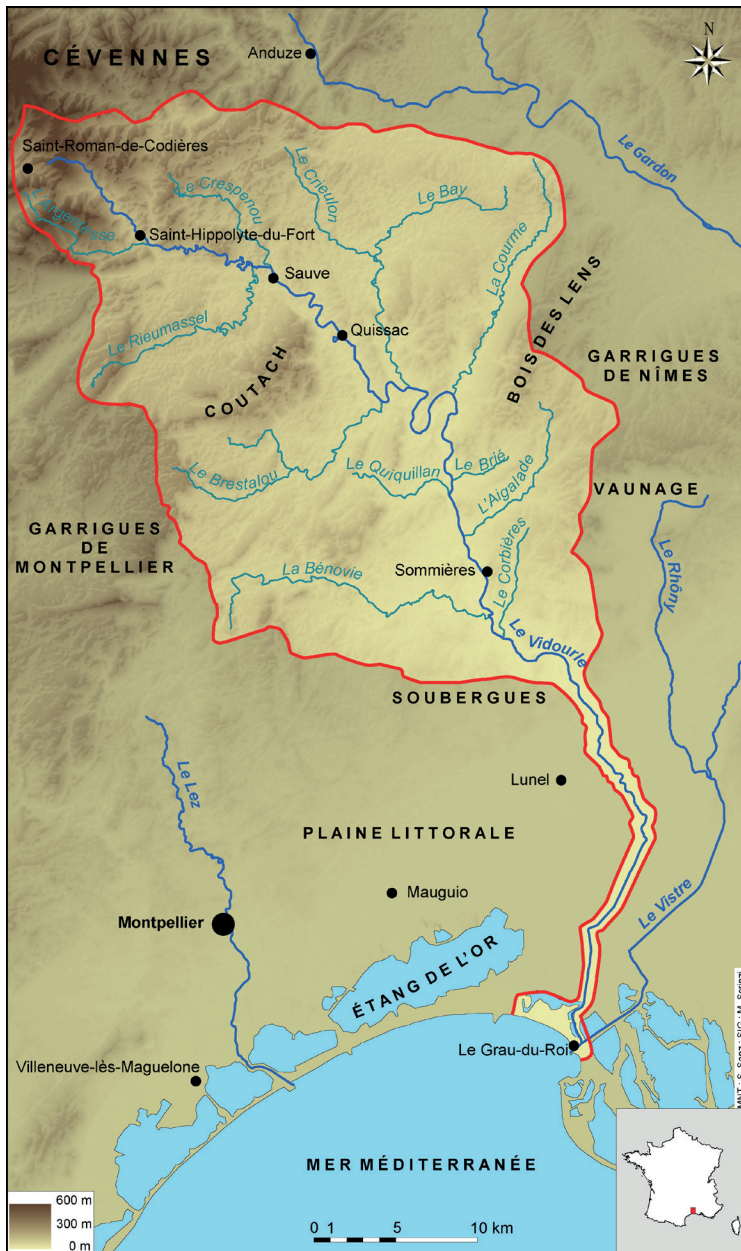 N
CÉVENNES
Anduze
Le Gardon
Saint-Roman-de-Codières
Le Crespenou
Le Crieulon
Le Bay
L'Argentesse
Saint-Hippolyte-du-Fort
La Courme
Sauve
Le Rieumassel
Quissac
COUTACH
BOIS DES LENS
GARRIGUES
DE NÎMES
Le Brestalou
Le Quiquillan
Le Brié
L'Aigalade
VAUNAGE
GARRIGUES
DE
MONTPELLIER
Le Corbières
Le Rhôny
La Bénovie
Sommières
Le Vidourle
SOUBERGUES
Le Lez
Lunel
PLAINE LITTORALE
Mauguio
Montpellier
Le Vistre
ÉTANG DE L'OR
Le Grau-du-Roi
Villeneuve-lès-Maguelone
MER MÉDITERRANÉE
600 m
300 m
0 m
0 1 5 10 km